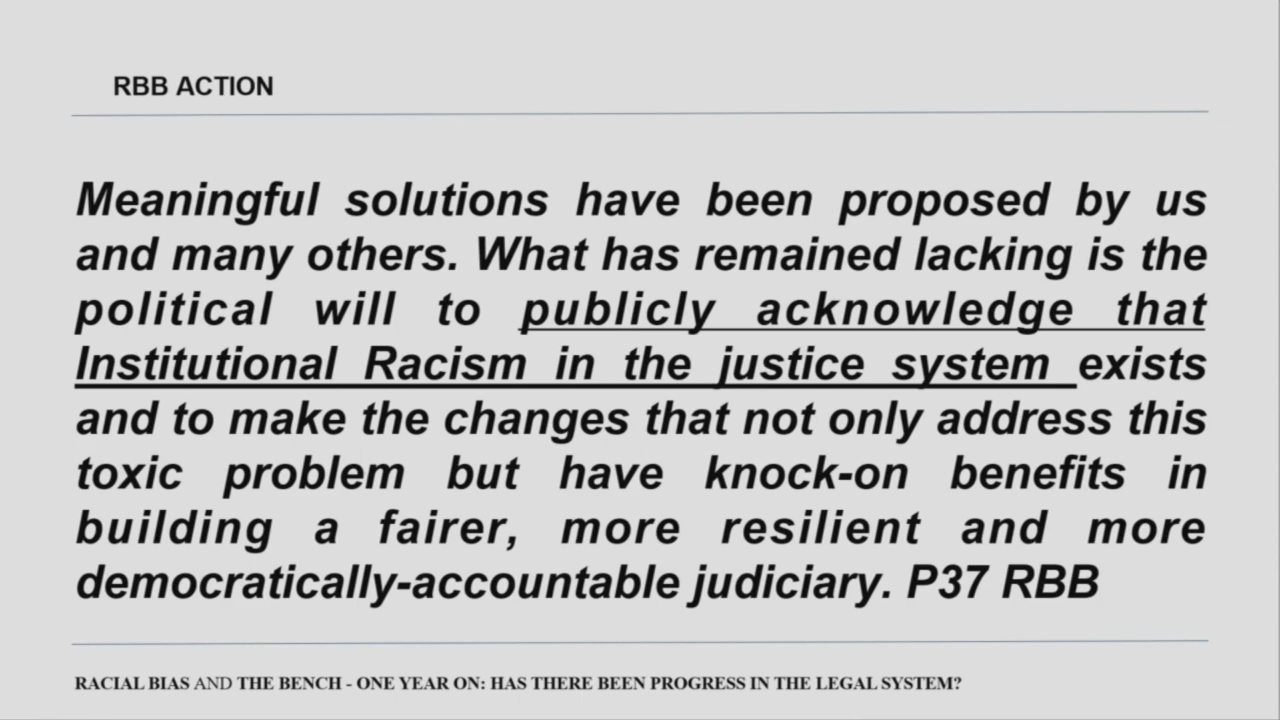 RBB ACTION
Meaningful solutions have been proposed by us
and many others. What has remained lacking is the
political will to publicly acknowledge that
Institutional Racism in the justice system exists
and to make the changes that not only address this
toxic problem but have knock-on benefits in
building a fairer, more resilient and more
democratically-accountable judiciary. P37 RBB
RACIAL BIAS AND THE BENCH - ONE YEAR ON: HAS THERE BEEN PROGRESS IN THE LEGAL SYSTEM?